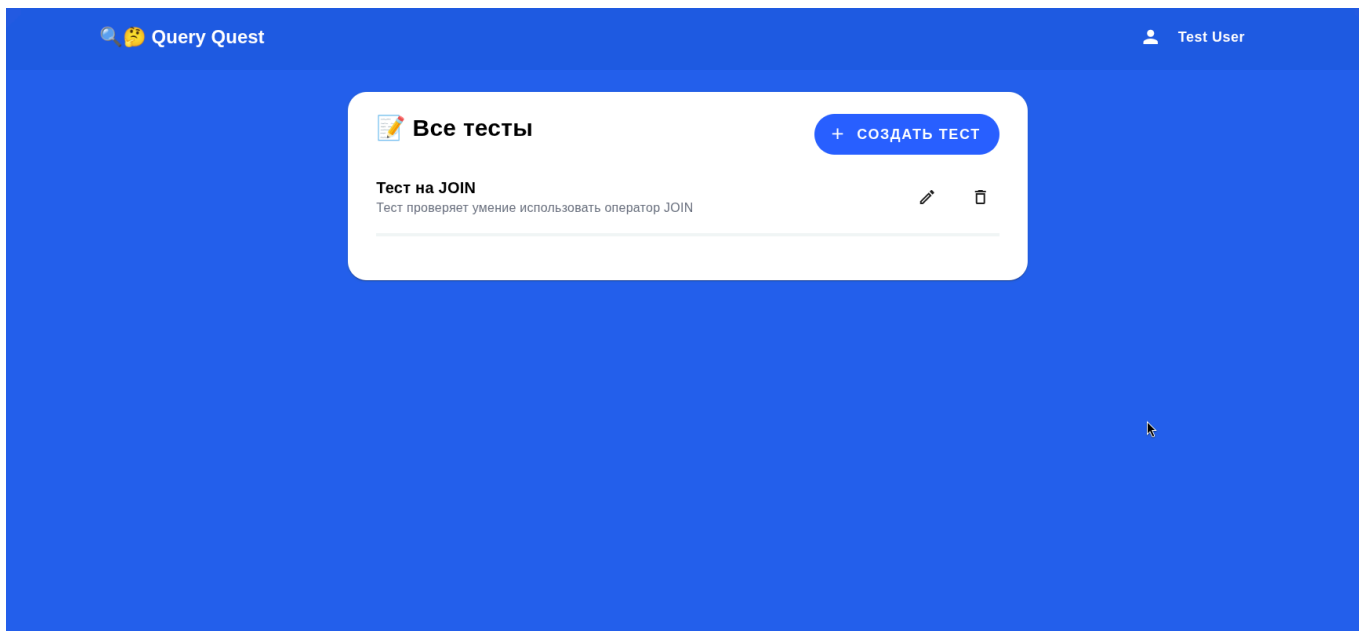 Query Quest
Test User
Все тесты
+ СОЗДАТЬ ТЕСТ
Тест на JOIN
Тест проверяет умение использовать оператор JOIN